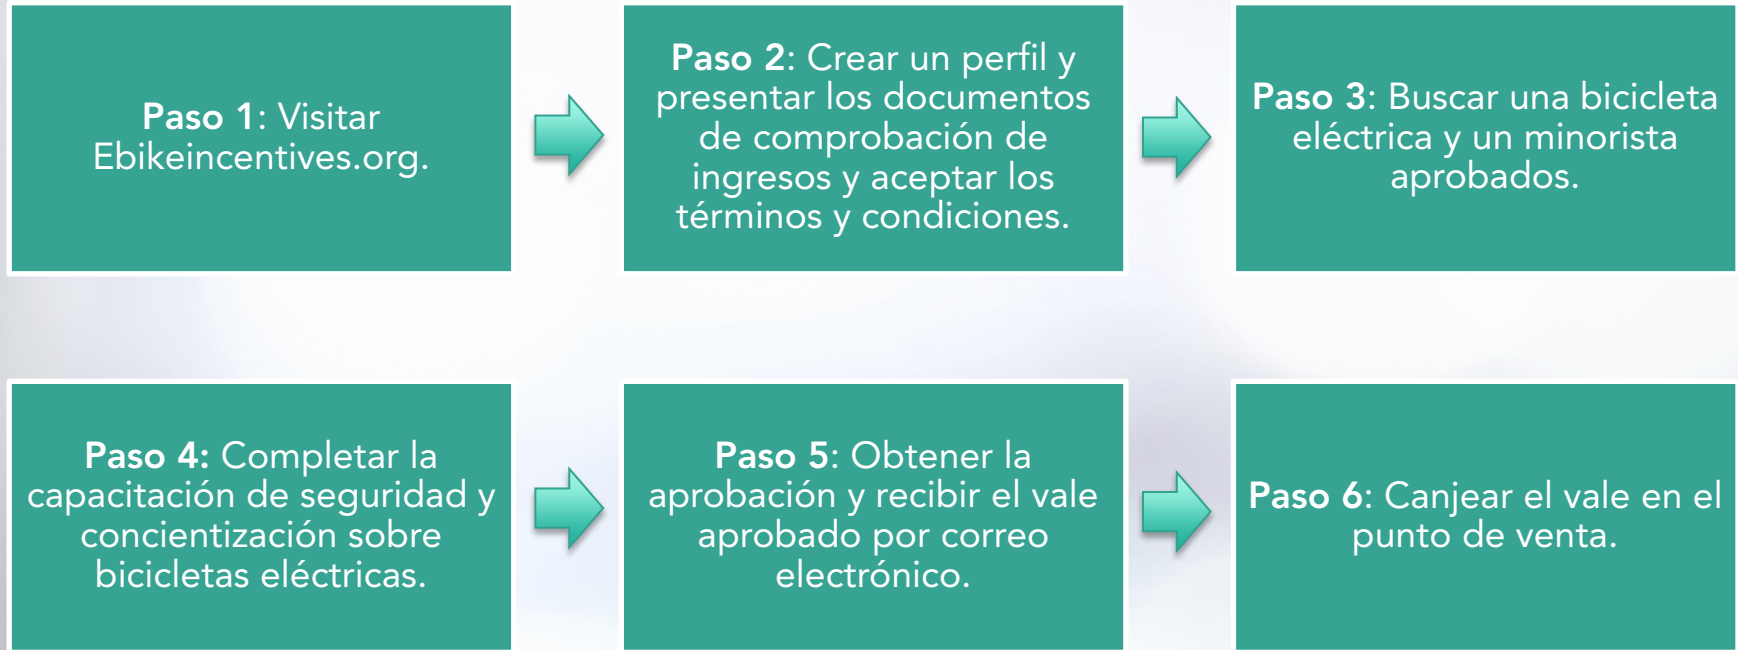 Paso 1: Visitar
Ebikeincentives.org.
Paso 2: Crear un perfil y
presentar los documentos
de comprobación de
ingresos y aceptar los
términos y condiciones.
Paso 3: Buscar una bicicleta
eléctrica y un minorista
aprobados.
Paso 4: Completar la
capacitación de seguridad y
concientización sobre
bicicletas eléctricas.
Paso 5: Obtener la
aprobación y recibir el vale
aprobado por correo
electrónico.
Paso 6: Canjear el vale en el
punto de venta.